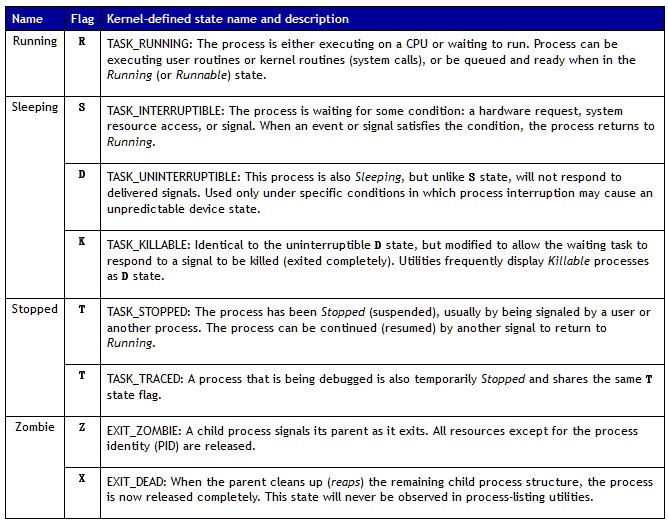 Name Flag Kernel-defined state name and description
Running R TASK_RUNNING: The process is either executing on a CPU or waiting to run. Process can be
executing user routines or kernel routines (system calls), or be queued and ready when in the
Running (or Runnable) state.
Sleeping S TASK_INTERRUPTIBLE: The process is waiting for some condition: a hardware request, system
resource access, or signal. When an event or signal satisfies the condition, the process returns to
Running.
D TASK_UNINTERRUPTIBLE: This process is also Sleeping, but unlike S state, will not respond to
delivered signals. Used only under specific conditions in which process interruption may cause an
unpredictable device state.
K TASK_KILLABLE: Identical to the uninterruptible D state, but modified to allow the waiting task to
respond to a signal to be killed (exited completely). Utilities frequently display Killable processes
as D state.
Stopped T TASK_STOPPED: The process has been Stopped (suspended), usually by being signaled by a user or
another process. The process can be continued (resumed) by another signal to return to
Running.
T TASK_TRACED: A process that is being debugged is also temporarily Stopped and shares the same T
state flag.
Zombie Z EXIT_ZOMBIE: A child process signals its parent as it exits. All resources except for the process
identity (PID) are released.
X EXIT_DEAD: When the parent cleans up (reaps) the remaining child process structure, the process
is now released completely. This state will never be observed in process-listing utilities.